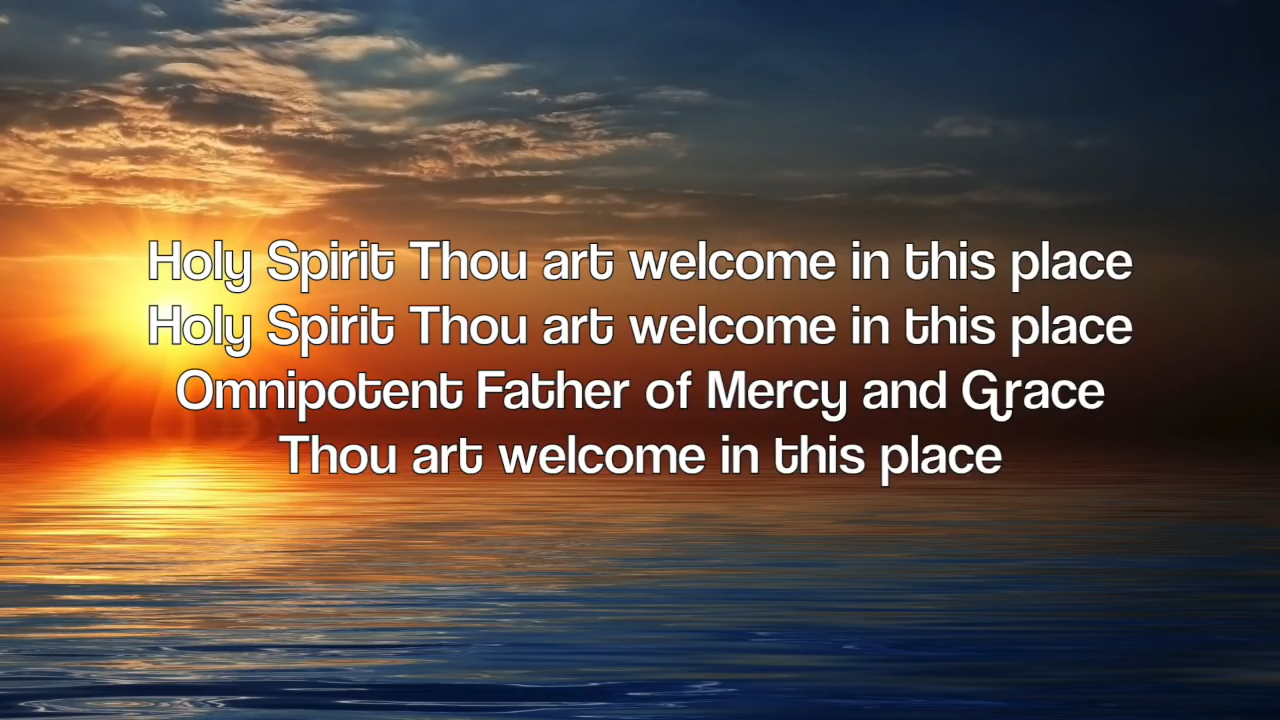 Holy Spirit Thou art welcome in this place
Holy Spirit Thou art welcome in this place
Omnipotent Father of Mercy and Grace
Thou art welcome in this place